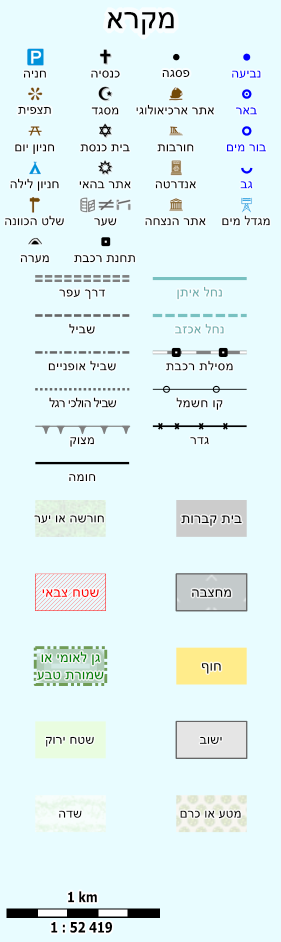 מקרא
נביעה פסגה כנסיה חניה
באר אתר ארכיאולוגי מסגד תצפית
בור מים חורבות בית כנסת חניון יום
גב אנדרטה אתר בהאי חניון לילה
מגדל מים אתר הנצחה שער שלט הכוונה
תחנת רכבת מערה
נחל איתן דרך עפר
נחל אכזב שביל
מסילת רכבת שביל אופניים
קו חשמל שביל הולכי רגל
גדר מצוק
חומה
בית קברות חורשה או יער
מחצבה שטח צבאי
חוף גן לאומי או
שמורת טבע
ישוב שטח ירוק
מטע או כרם שדה
1 km
1 : 52 419